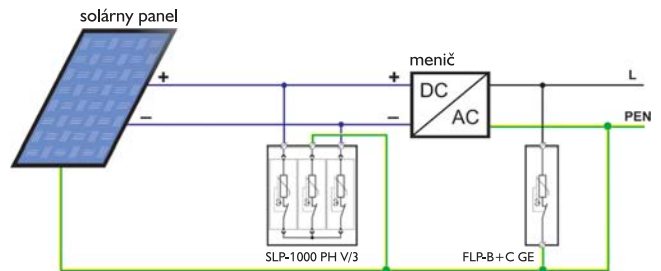 solárny panel
+
+
menič
L
DC
AC
–
–
PEN
SLP-1000 PH V/3
FLP-B+C GE